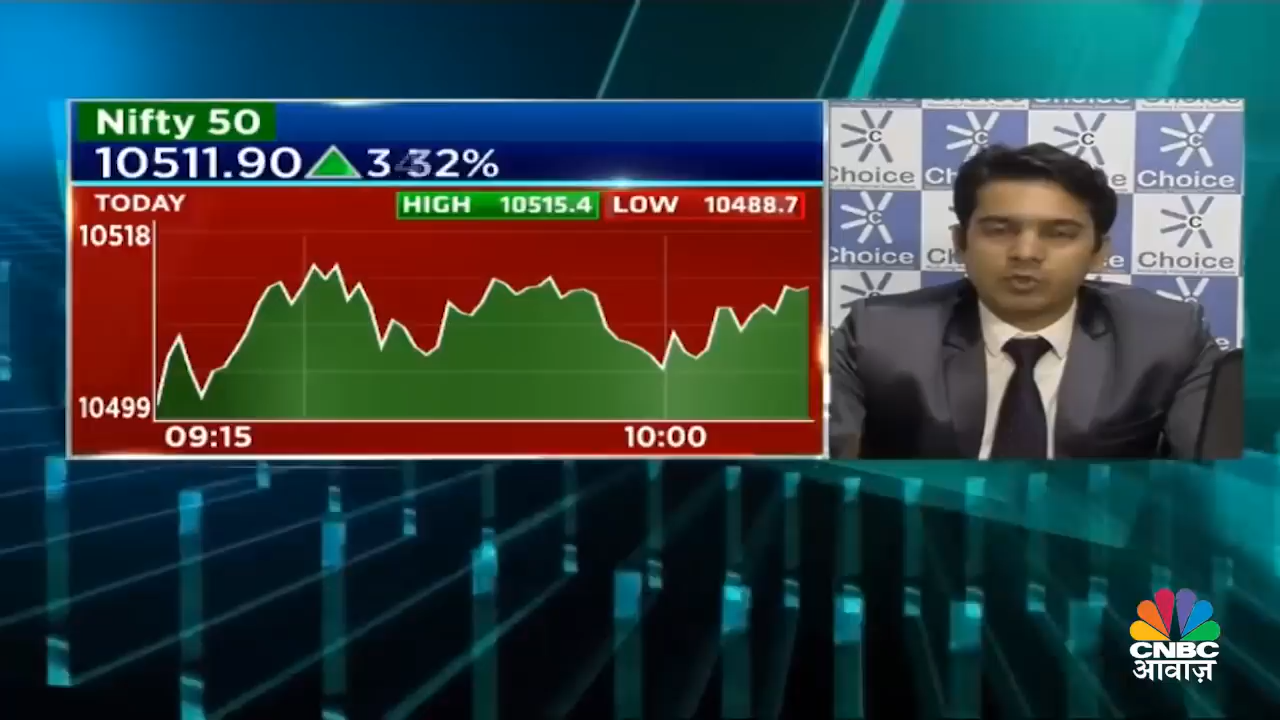 Nifty 50
10511.90
TODAY
HIGH 10515.4 LOW 10488.7
10518
10499
09:15 10:00
Choice
Choice
Choice
Choice
Choice
CNBC
आवाज़